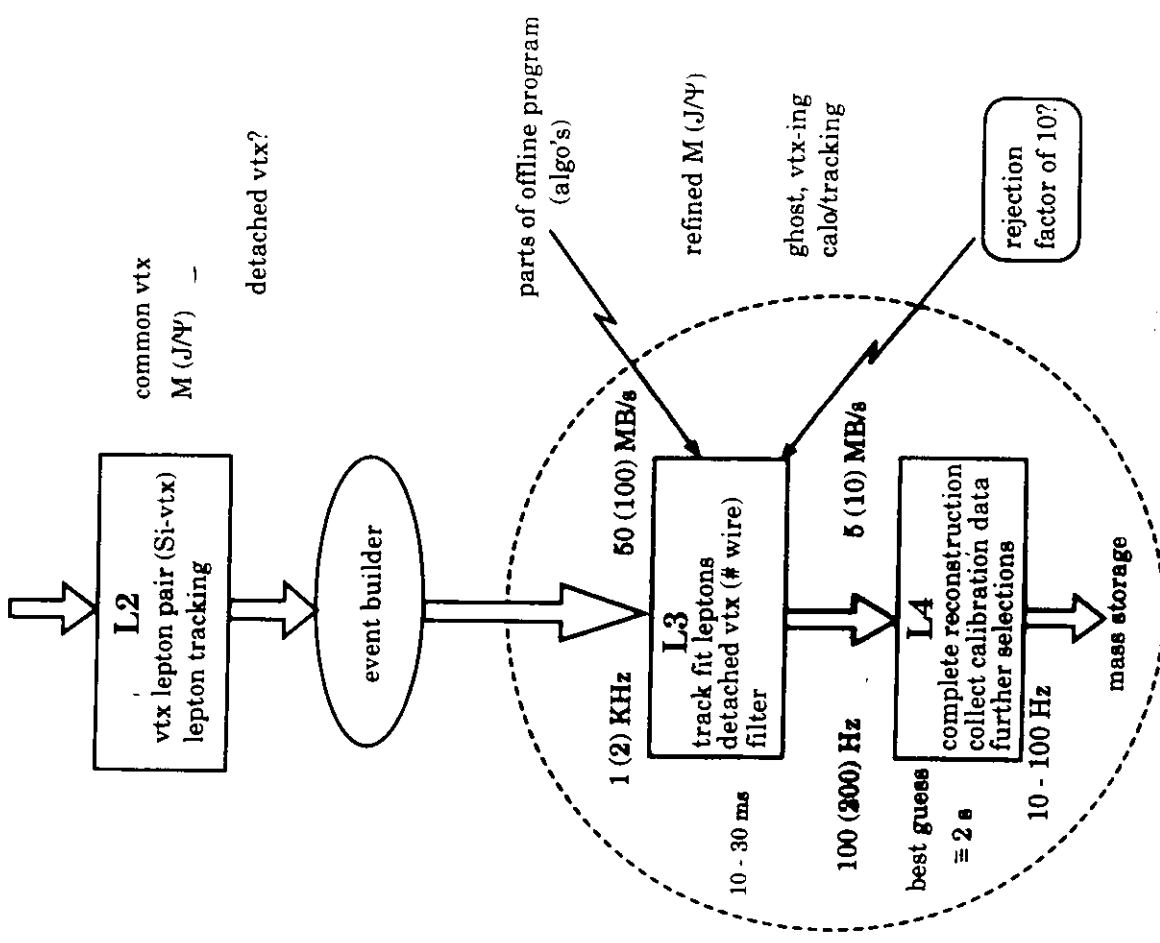 L2
vtx lepton pair (Si-vtx)
lepton tracking
common vtx
M (J/Ψ)
detached vtx?
event builder
1 (2) KHz
50 (100) MB/s
parts of offline program
(algo's)
L3
track fit leptons
detached vtx (# wire)
filter
10 - 30 ms
refined M (J/Ψ)
ghost, vtx-ing
calo/tracking
rejection
factor of 10?
100 (200) Hz
5 (10) MB/s
L4
complete reconstruction
collect calibration data
further selections
best guess
≡ 2 s
10 - 100 Hz
mass storage